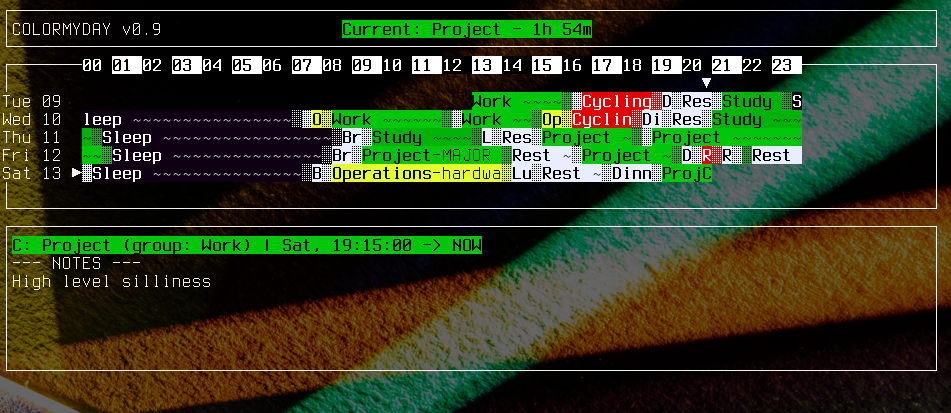 COLORMYDAY v0.9
Current: Project - 1h 54m
00 01 02 03 04 05 06 07 08 09 10 11 12 13 14 15 16 17 18 19 20 21 22 23
Tue 09 Work ~~~~ Cycling D Res Study S
Wed 10 leep ~~~~~~~~~~~~~~~~ O Work ~~~~~~ Work ~~ Op Cyclin Di Res Study ~~~
Thu 11 ~ Sleep ~~~~~~~~~~~~~~~ Br Study ~~~~ L Res Project ~ Project ~~~~~~
Fri 12 ~~ Sleep ~~~~~~~~~~~~~~~ Br Project-MAJOR Rest ~ Project ~ D R R Rest
Sat 13 Sleep ~~~~~~~~~~~~~~~ B Operations-hardwa Lu Rest ~ Dinn ProjC
C: Project (group: Work) | Sat, 19:15:00 -> NOW
--- NOTES ---
High level silliness